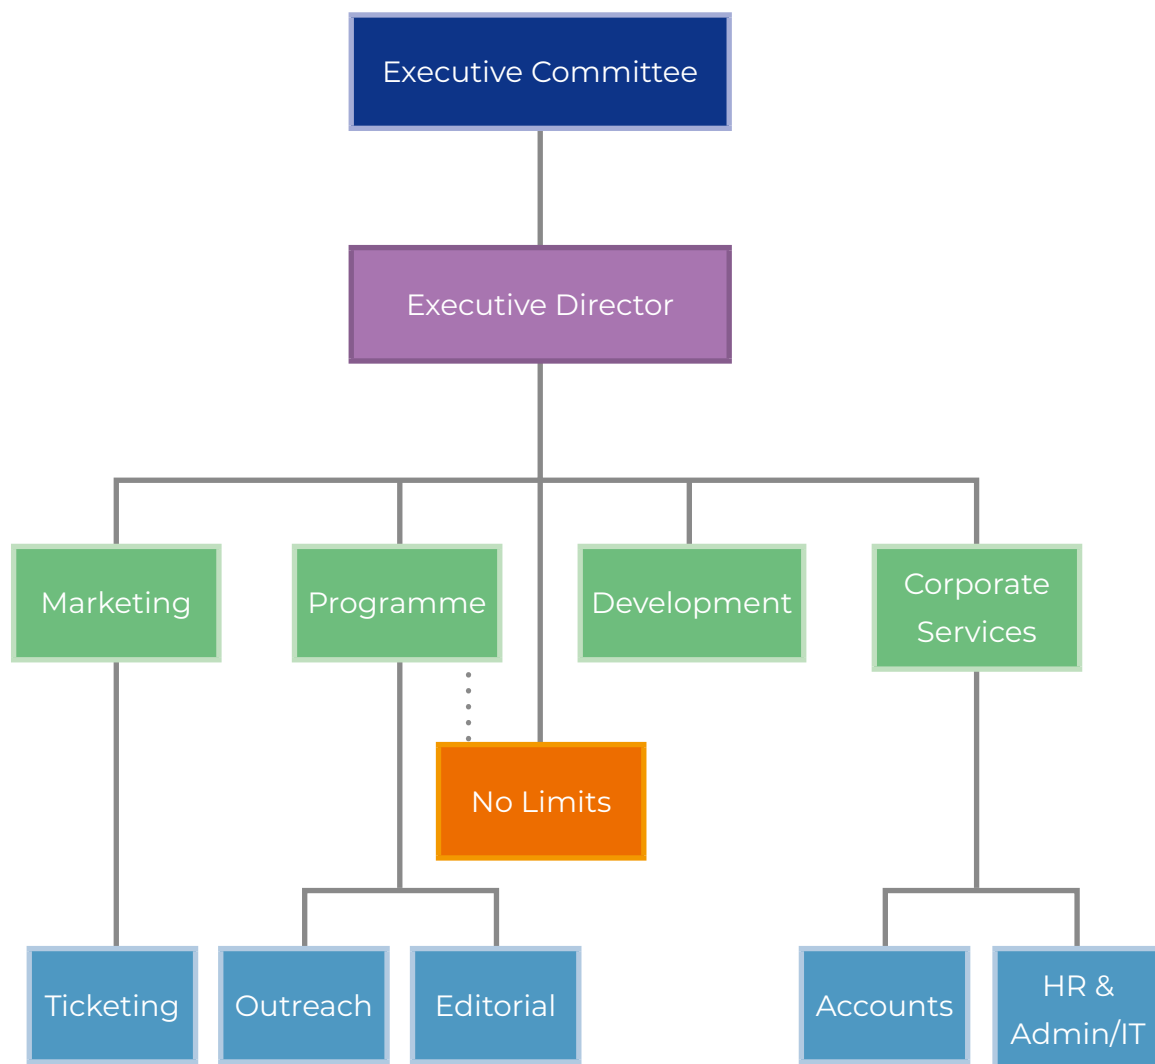 Executive Committee
Executive Director
Marketing
Programme
Development
Corporate
Services
No Limits
Ticketing
Outreach
Editorial
Accounts
HR &
Admin/IT